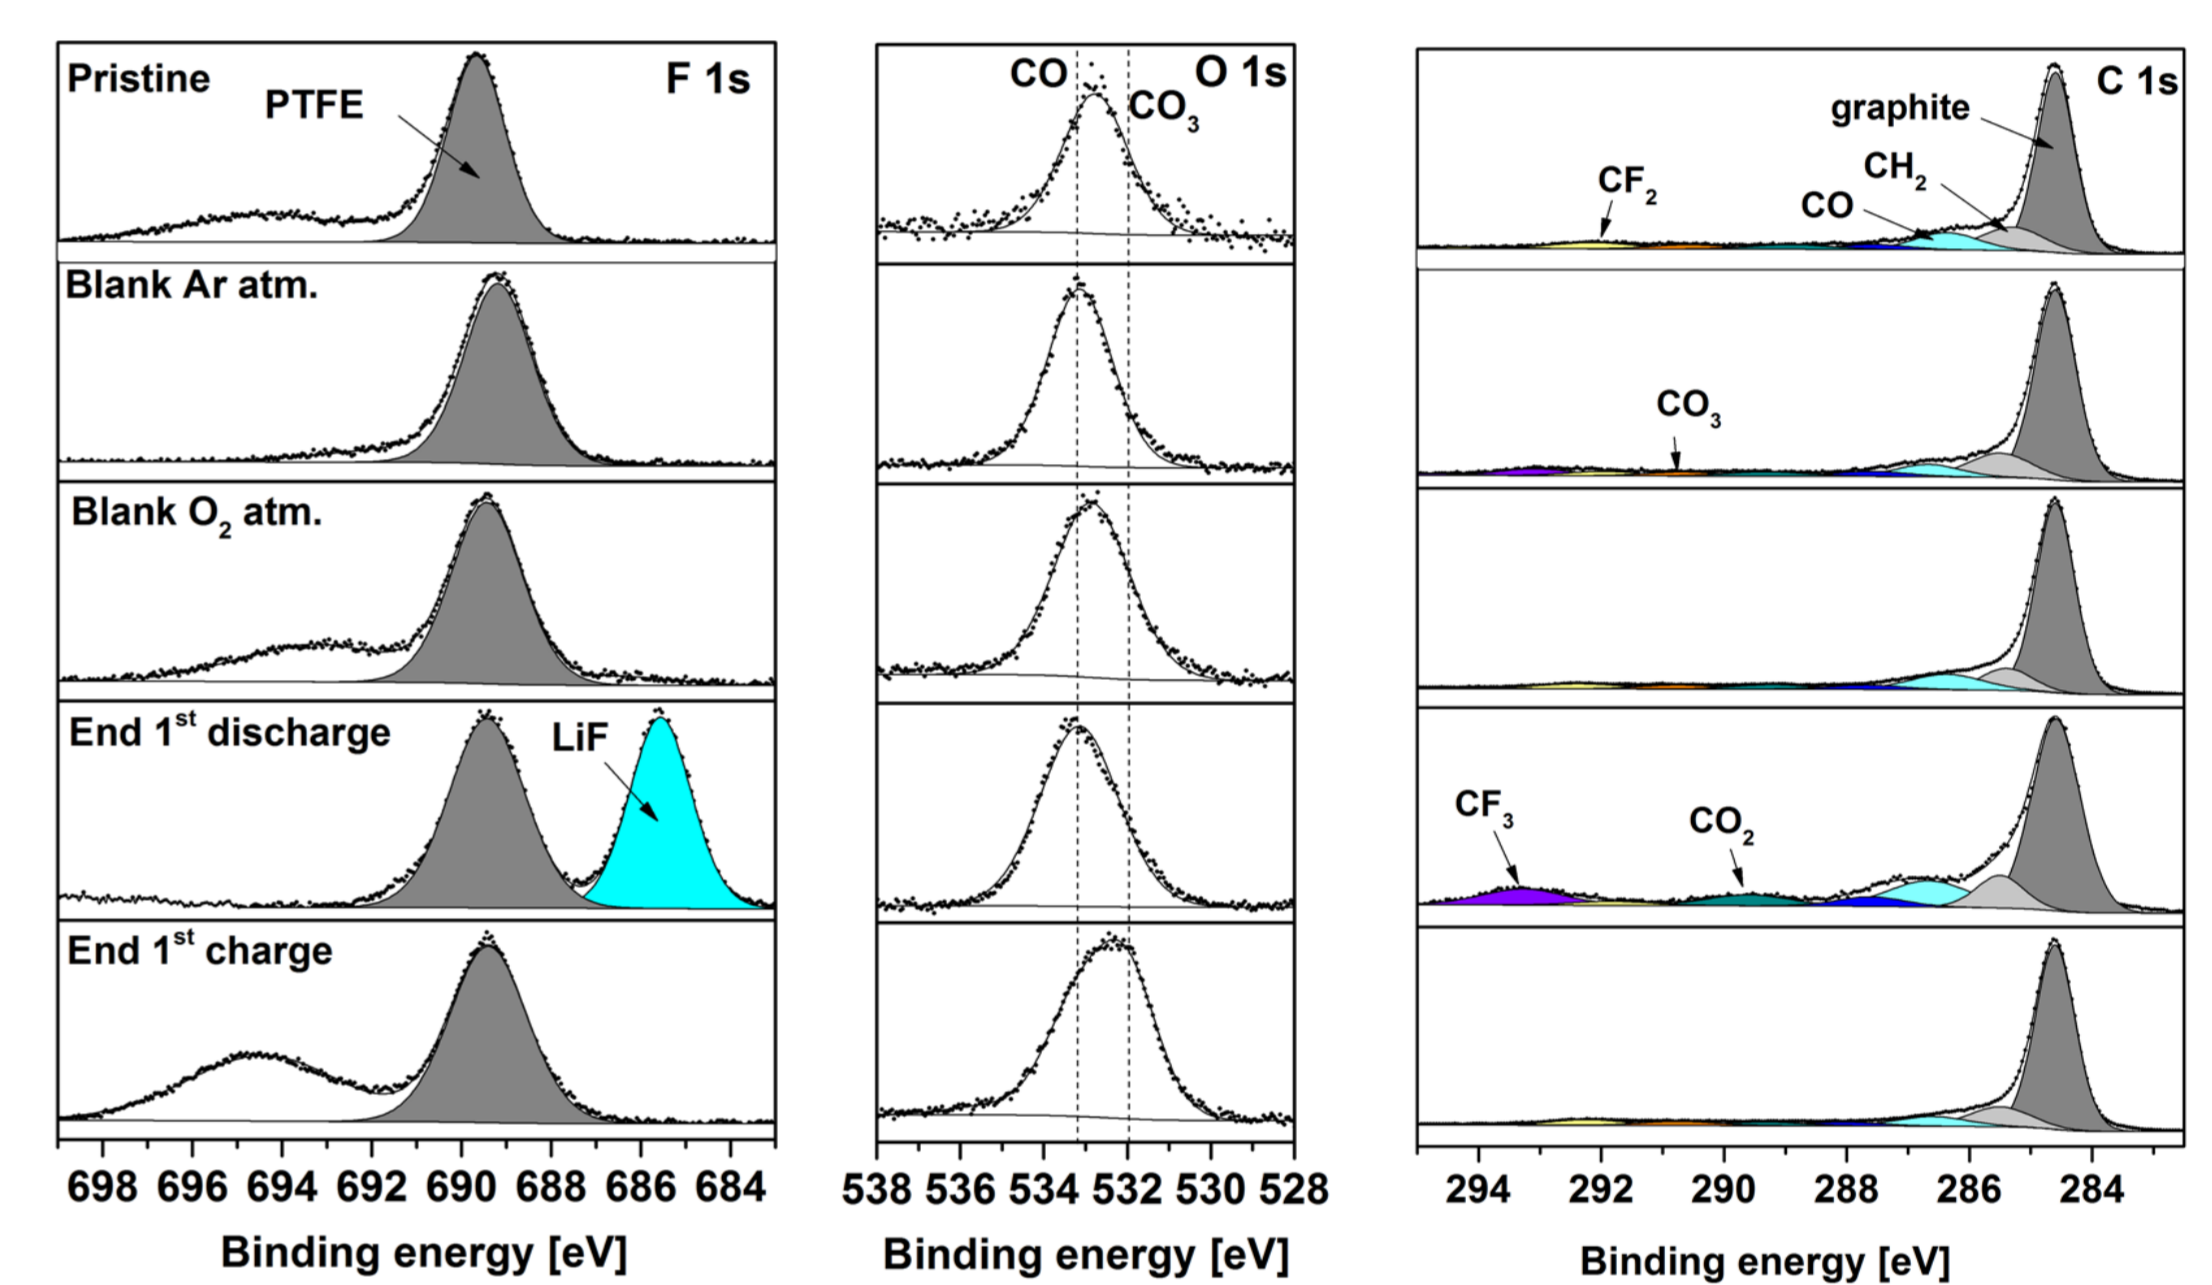 Pristine
PTFE
F 1s
Blank Ar atm.
Blank O₂ atm.
End 1ˢᵗ discharge
LiF
End 1ˢᵗ charge
698 696 694 692 690 688 686 684
Binding energy [eV]
CO
O 1s
CO₃
538 536 534 532 530 528
Binding energy [eV]
C 1s
graphite
CH₂
CF₂
CO
CO₃
CF₃
CO₂
294 292 290 288 286 284
Binding energy [eV]